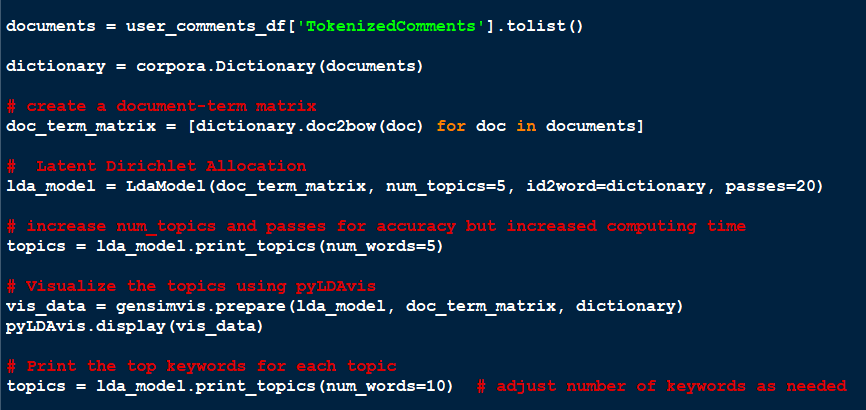 documents = user_comments_df['TokenizedComments'].tolist()
dictionary = corpora.Dictionary(documents)
# create a document-term matrix
doc_term_matrix = [dictionary.doc2bow(doc) for doc in documents]
#  Latent Dirichlet Allocation
lda_model = LdaModel(doc_term_matrix, num_topics=5, id2word=dictionary, passes=20)
# increase num_topics and passes for accuracy but increased computing time
topics = lda_model.print_topics(num_words=5)
# Visualize the topics using pyLDAvis
vis_data = gensimvis.prepare(lda_model, doc_term_matrix, dictionary)
pyLDAvis.display(vis_data)
# Print the top keywords for each topic
topics = lda_model.print_topics(num_words=10)  # adjust number of keywords as needed